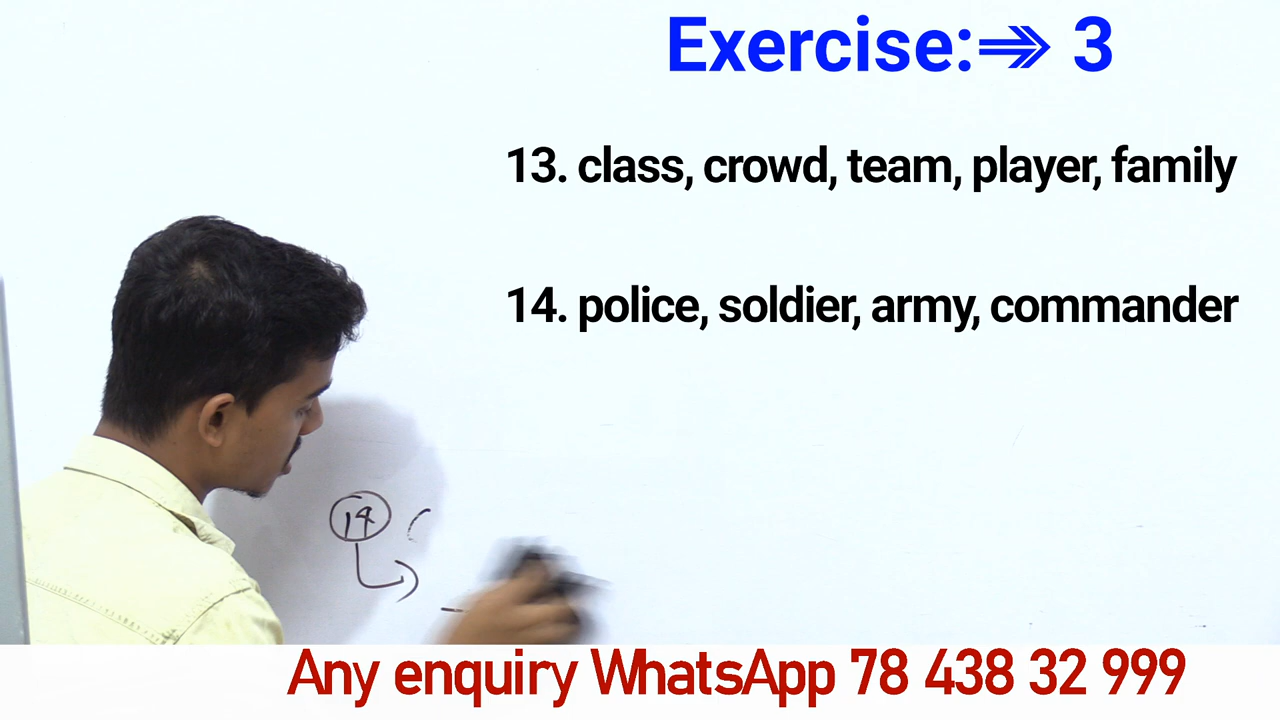 Exercise:⇛ 3
13. class, crowd, team, player, family
14. police, soldier, army, commander
14 (
Any enquiry WhatsApp 78 438 32 999